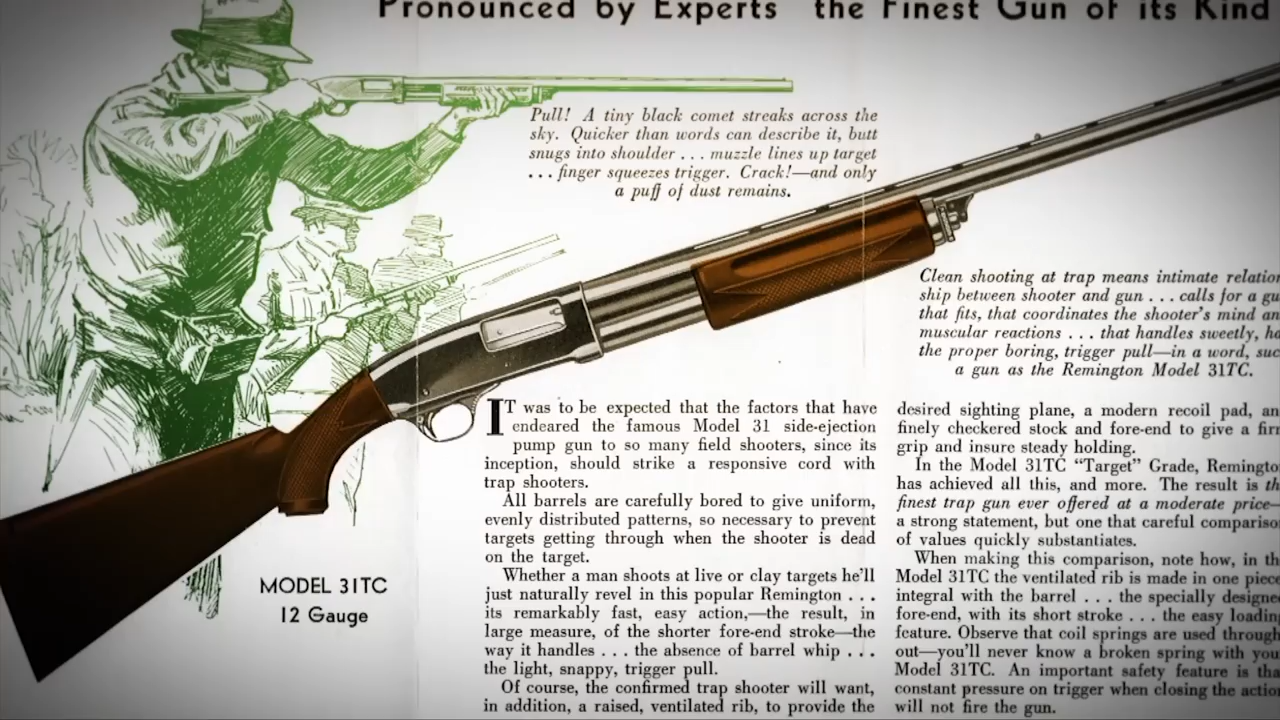 Pronounced by Experts "the Finest Gun of its Kind
Pull! A tiny black comet streaks across the
sky. Quicker than words can describe it, butt
snugs into shoulder . . . muzzle lines up target
. . . finger squeezes trigger. Crack!—and only
a puff of dust remains.
Clean shooting at trap means intimate relation
ship between shooter and gun . . . calls for a
that fits, that coordinates the shooter's mind
muscular reactions . . . that handles sweetly,
the proper boring, trigger pull—in a word,
a gun as the Remington Model 31TC.
MODEL 31TC
12 Gauge
IT was to be expected that the factors that have
endeared the famous Model 31 side-ejection
pump gun to so many field shooters, since its
inception, should strike a responsive cord with
trap shooters.
All barrels are carefully bored to give uniform,
evenly distributed patterns, so necessary to prevent
targets getting through when the shooter is dead
on the target.
Whether a man shoots at live or clay targets he'll
just naturally revel in this popular Remington . . .
its remarkably fast, easy action,—the result, in
large measure, of the shorter fore-end stroke—the
way it handles . . . the absence of barrel whip . . .
the light, snappy, trigger pull.
Of course, the confirmed trap shooter will want,
in addition, a raised, ventilated rib, to provide the
desired sighting plane, a modern recoil pad,
finely checkered stock and fore-end to give a
grip and insure steady holding.
In the Model 31TC "Target" Grade, Remingto
has achieved all this, and more. The result is
finest trap gun ever offered at a moderate price—
a strong statement, but one that careful compariso
of values quickly substantiates.
When making this comparison, note how, in
Model 31TC the ventilated rib is made in one piece
integral with the barrel . . . the specially designe
fore-end, with its short stroke . . . the easy loading
feature. Observe that coil springs are used through
out—you'll never know a broken spring with
Model 31TC. An important safety feature is
constant pressure on trigger when closing the actio
will not fire the gun.